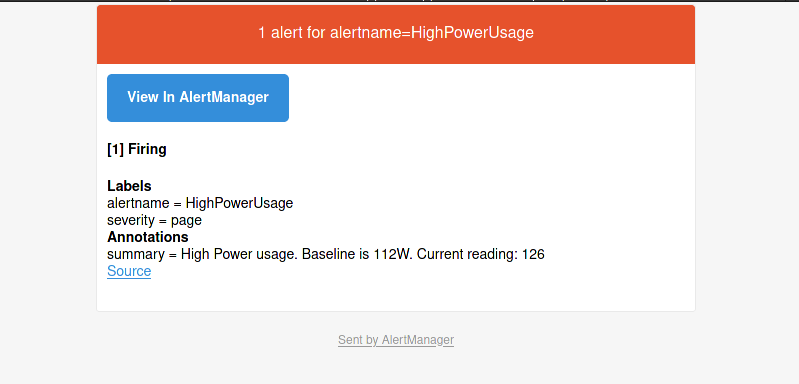 1 alert for alertname=HighPowerUsage
View In AlertManager
[1] Firing
Labels
alertname = HighPowerUsage
severity = page
Annotations
summary = High Power usage. Baseline is 112W. Current reading: 126
Source
Sent by AlertManager